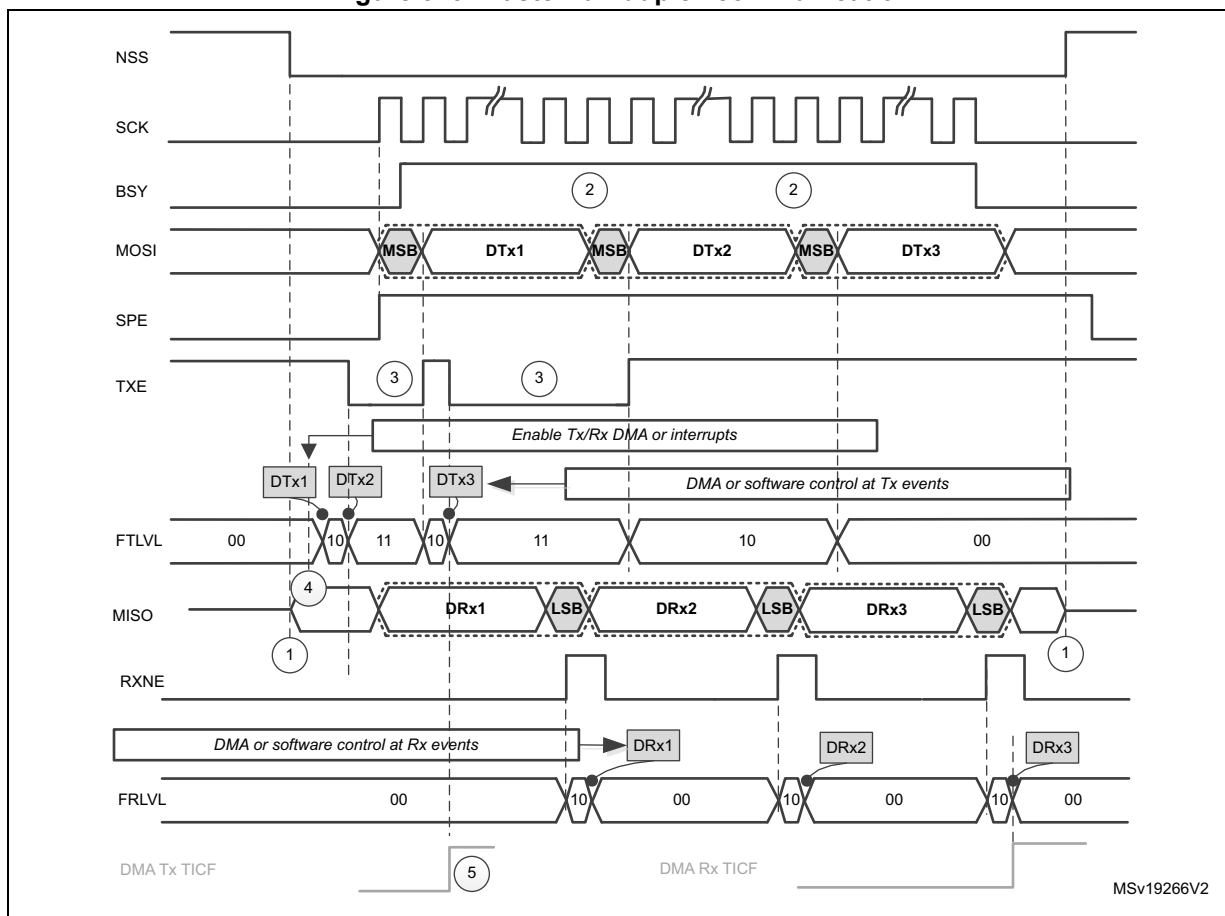 NSS
SCK
BSY
2
2
MOSI
MSB
DTx1
MSB
DTx2
MSB
DTx3
SPE
TXE
3
3
Enable Tx/Rx DMA or interrupts
DTx1
DTx2
DTx3
DMA or software control at Tx events
FTLVL
00
10
11
10
11
10
00
4
MISO
DRx1
LSB
DRx2
LSB
DRx3
LSB
1
1
RXNE
DMA or software control at Rx events
DRx1
DRx2
DRx3
FRLVL
00
10
00
10
00
10
00
DMA Tx TICF
5
DMA Rx TICF
MSv19266V2